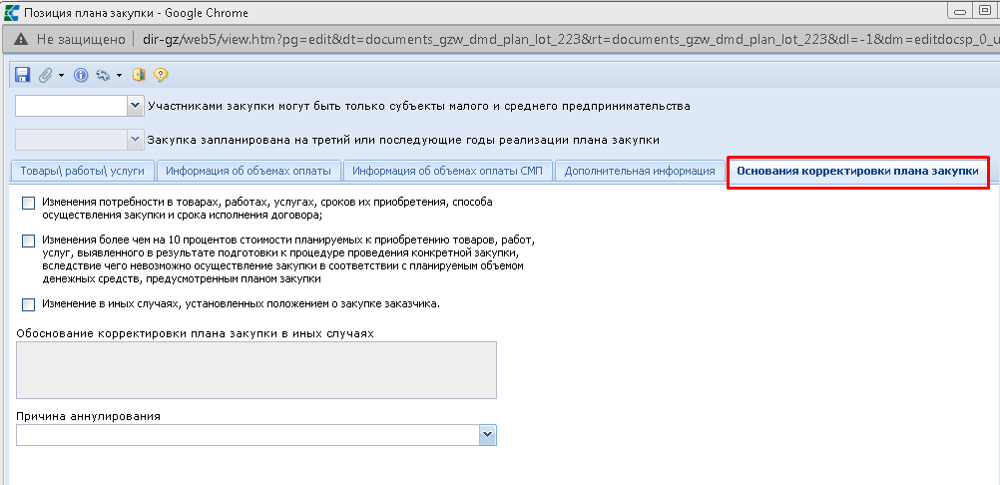 Позиция плана закупки - Google Chrome
Не защищено | dir-gz/web5/view.htm?pg=edit&dt=documents_gzw_dmd_plan_lot_223&rt=documents_gzw_dmd_plan_lot_223&dl=-1&dm=editdocsp_0_u
Участниками закупки могут быть только субъекты малого и среднего предпринимательства
Закупка запланирована на третий или последующие годы реализации плана закупки
Товары\ работы\ услуги Информация об объемах оплаты Информация об объемах оплаты СМП Дополнительная информация Основания корректировки плана закупки
Изменения потребности в товарах, работах, услугах, сроков их приобретения, способа
осуществления закупки и срока исполнения договора;
Изменения более чем на 10 процентов стоимости планируемых к приобретению товаров, работ,
услуг, выявленного в результате подготовки к процедуре проведения конкретной закупки,
вследствие чего невозможно осуществление закупки в соответствии с планируемым объемом
денежных средств, предусмотренным планом закупки
Изменение в иных случаях, установленных положением о закупке заказчика.
Обоснование корректировки плана закупки в иных случаях
Причина аннулирования